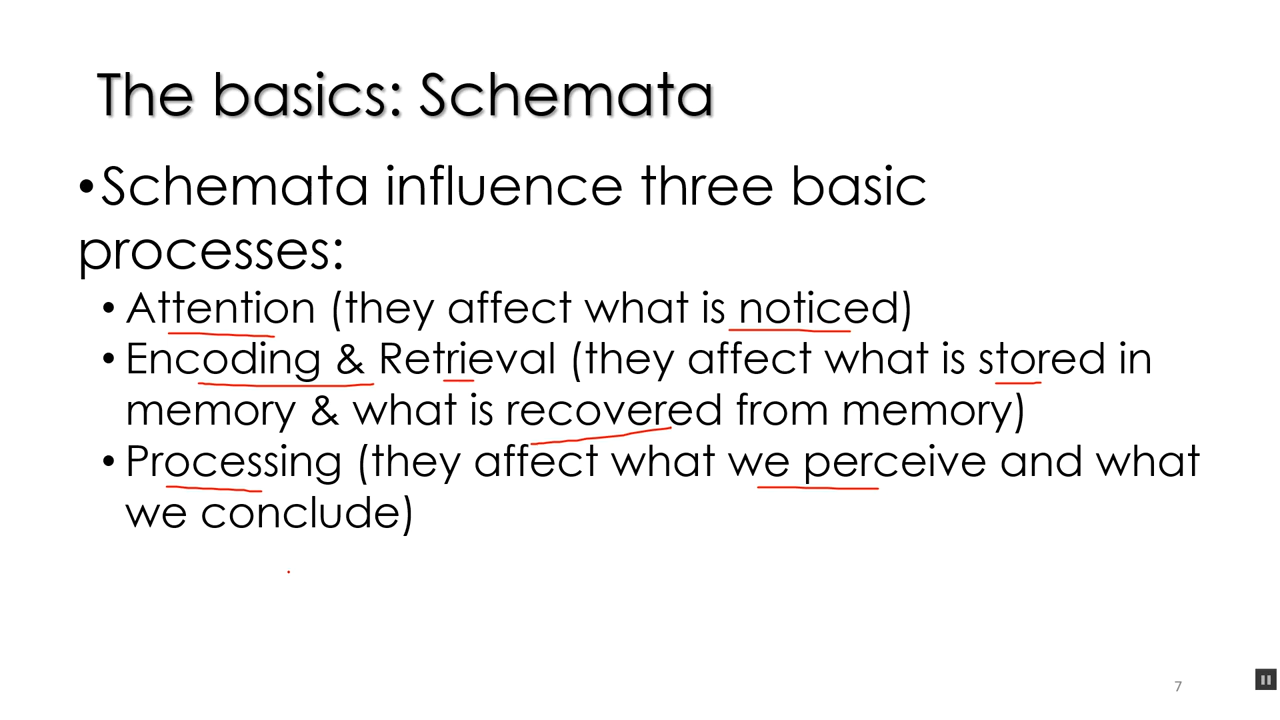 The basics: Schemata
•Schemata influence three basic
processes:
• Attention (they affect what is noticed)
• Encoding & Retrieval (they affect what is stored in
memory & what is recovered from memory)
• Processing (they affect what we perceive and what
we conclude)
7